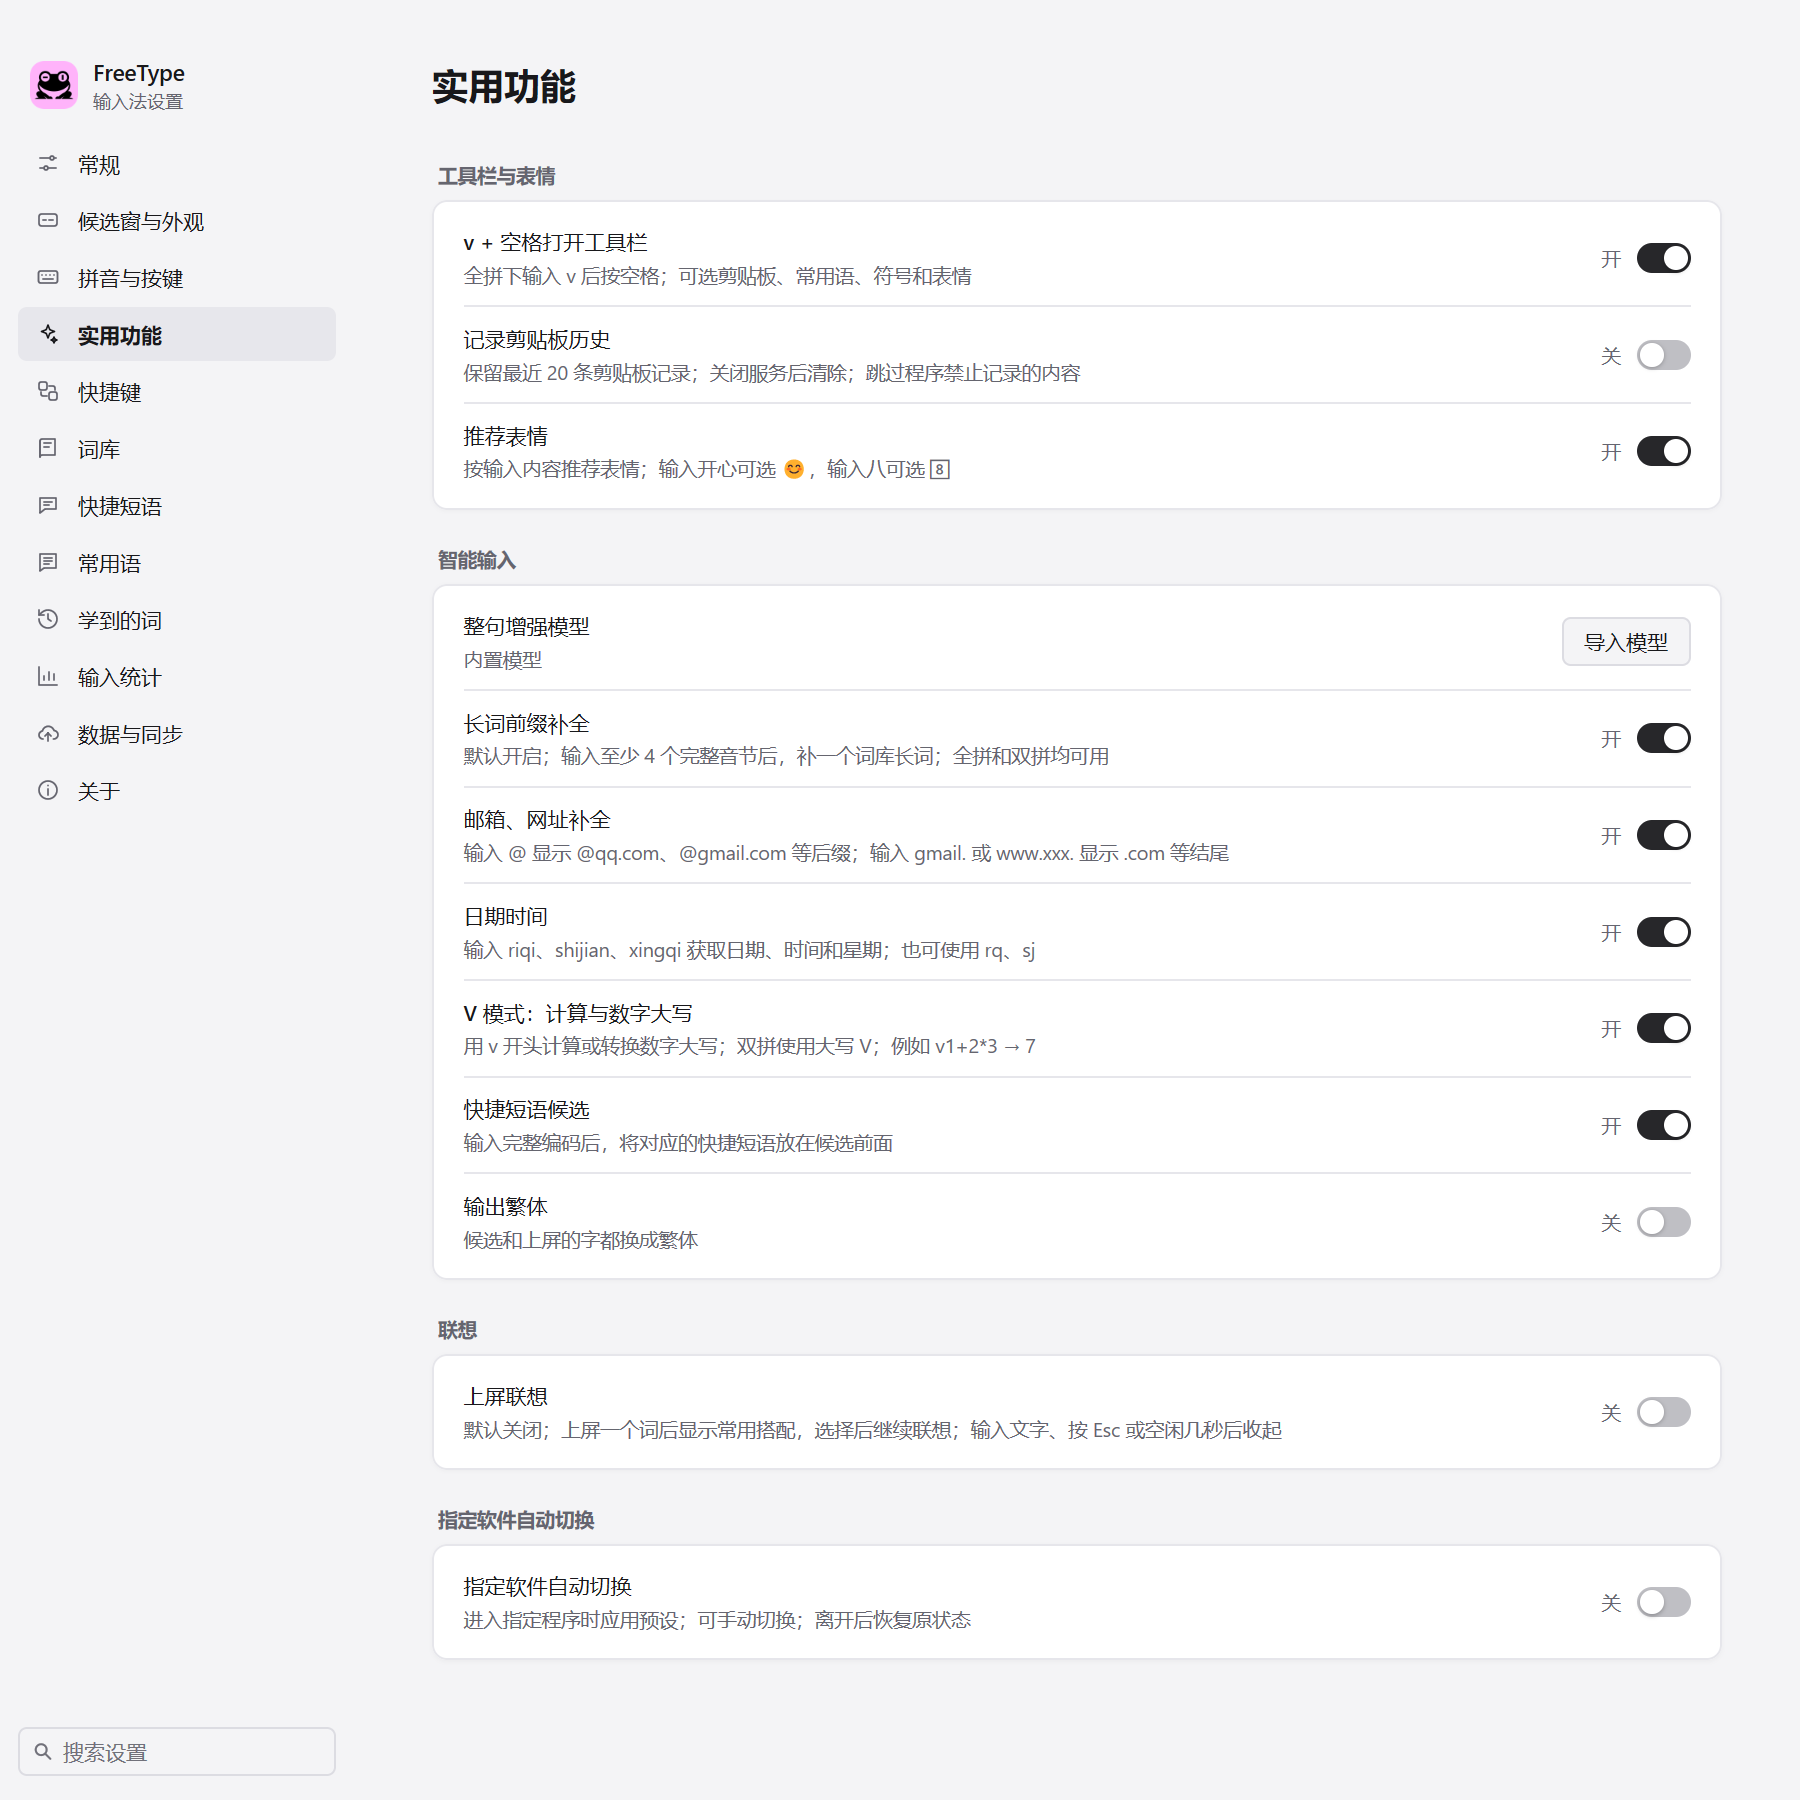 FreeType
输入法设置
常规
候选窗与外观
拼音与按键
实用功能
快捷键
词库
快捷短语
常用语
学到的词
输入统计
数据与同步
关于
搜索设置
实用功能
工具栏与表情
v + 空格打开工具栏
全拼下输入 v 后按空格；可选剪贴板、常用语、符号和表情
开
记录剪贴板历史
保留最近 20 条剪贴板记录；关闭服务后清除；跳过程序禁止记录的内容
关
推荐表情
按输入内容推荐表情；输入开心可选 😊，输入八可选 8
开
智能输入
整句增强模型
内置模型
导入模型
长词前缀补全
默认开启；输入至少 4 个完整音节后，补一个词库长词；全拼和双拼均可用
开
邮箱、网址补全
输入 @ 显示 @qq.com、@gmail.com 等后缀；输入 gmail. 或 www.xxx. 显示 .com 等结尾
开
日期时间
输入 riqi、shijian、xingqi 获取日期、时间和星期；也可使用 rq、sj
开
V 模式：计算与数字大写
用 v 开头计算或转换数字大写；双拼使用大写 V；例如 v1+2*3 → 7
开
快捷短语候选
输入完整编码后，将对应的快捷短语放在候选前面
开
输出繁体
候选和上屏的字都换成繁体
关
联想
上屏联想
默认关闭；上屏一个词后显示常用搭配，选择后继续联想；输入文字、按 Esc 或空闲几秒后收起
关
指定软件自动切换
指定软件自动切换
进入指定程序时应用预设；可手动切换；离开后恢复原状态
关